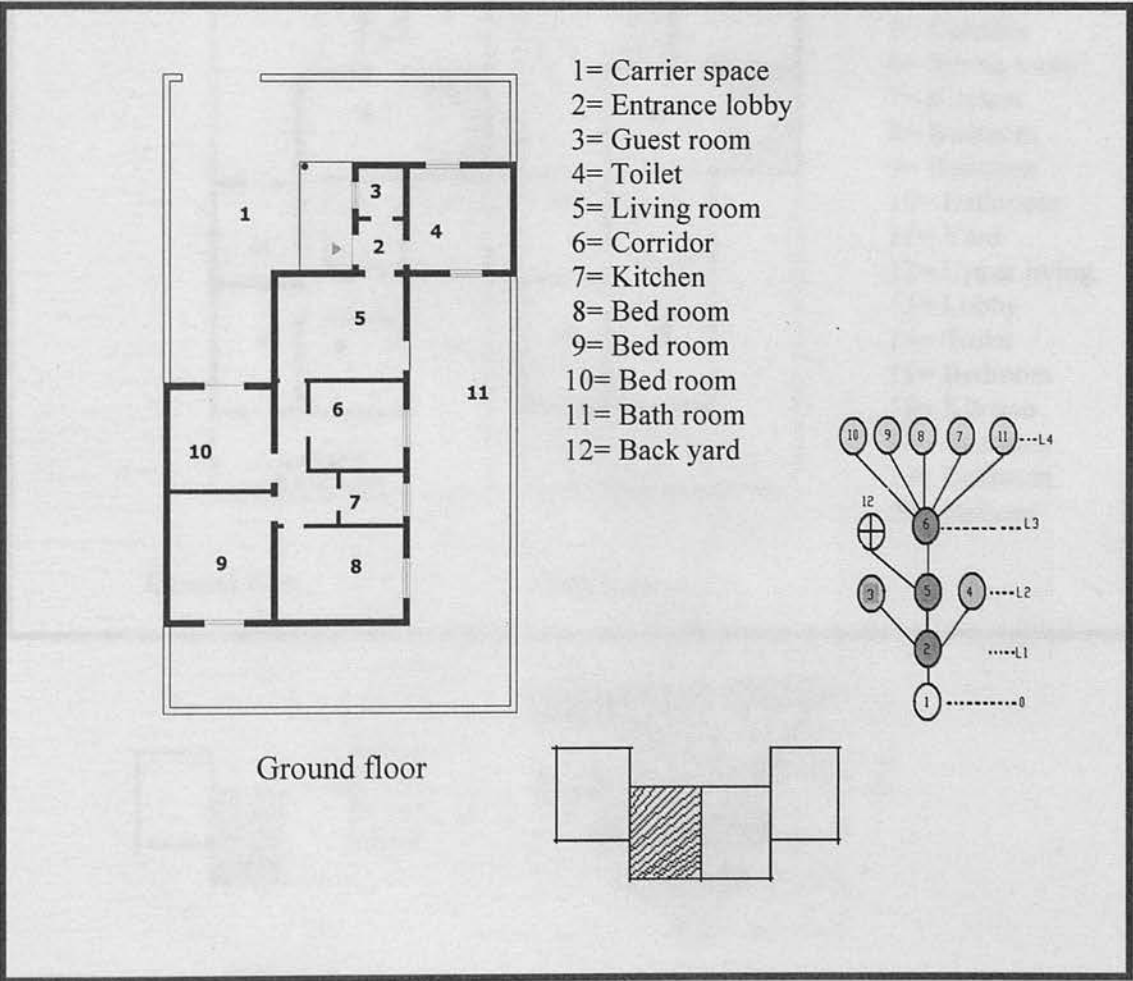 1= Carrier space
2= Entrance lobby
3= Guest room
4= Toilet
5= Living room
6= Corridor
7= Kitchen
8= Bed room
9= Bed room
10= Bed room
11= Bath room
12= Back yard
3
1
2
4
5
6
11
10
7
9
8
Ground floor
10 9 8 7 11 L4
12
6 L3
3 5 4 L2
2 L1
1 0